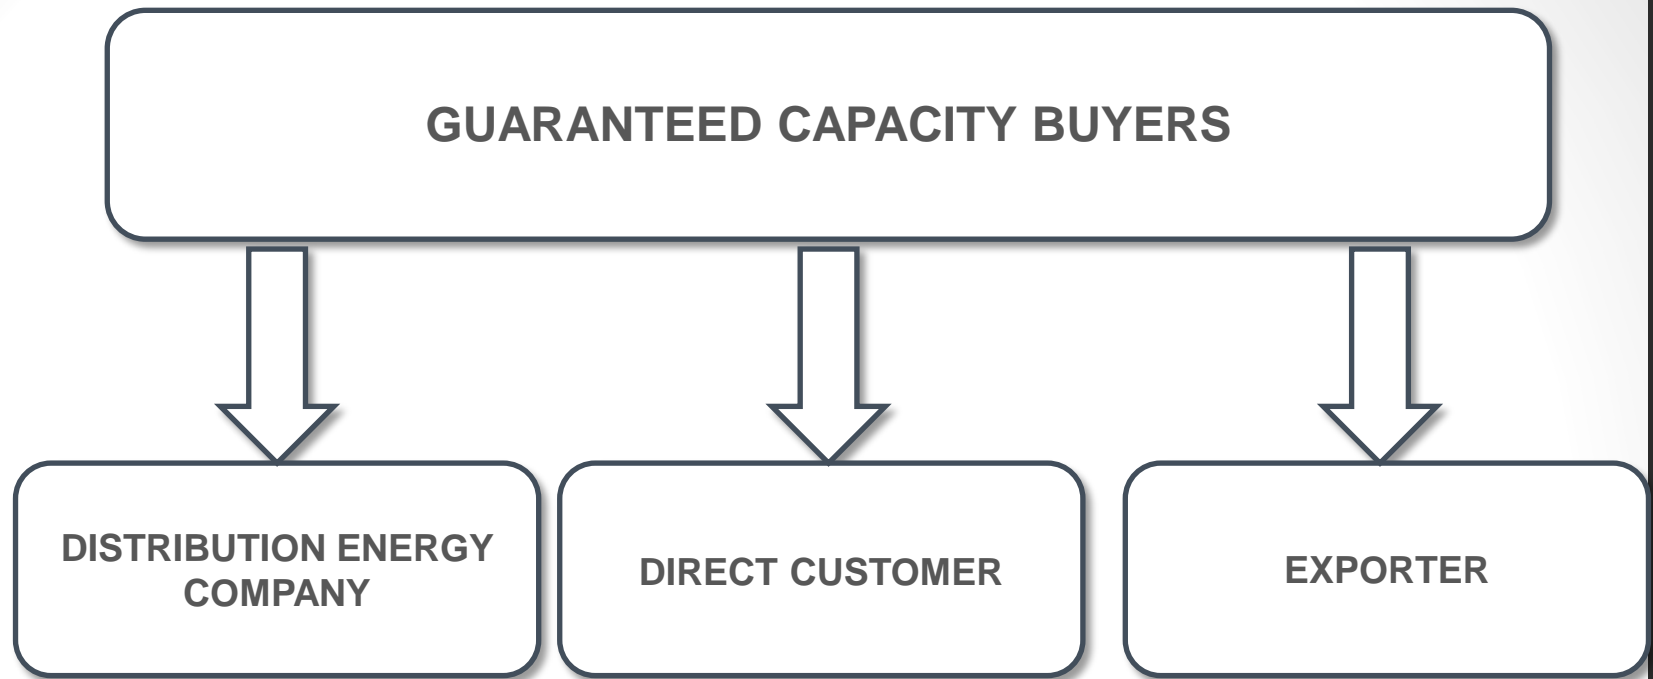 GUARANTEED CAPACITY BUYERS
DISTRIBUTION ENERGY
COMPANY
DIRECT CUSTOMER
EXPORTER